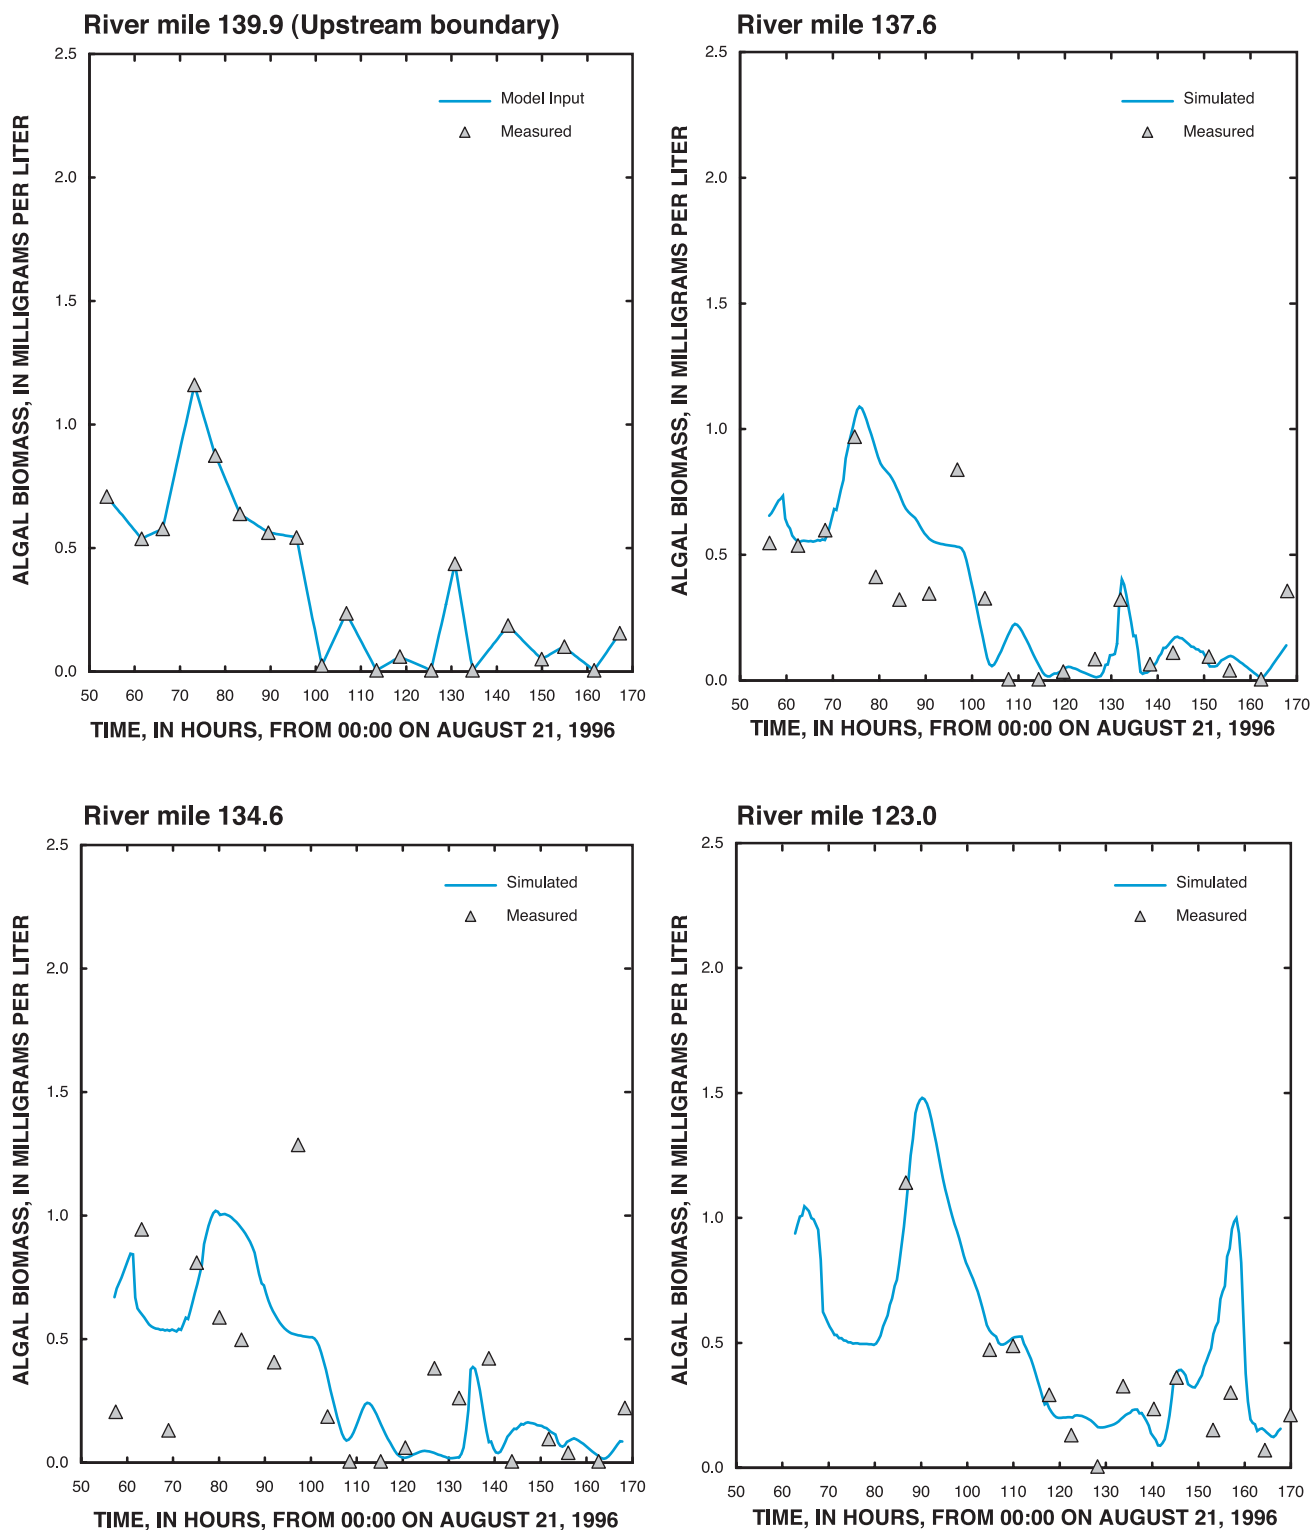 River mile 139.9 (Upstream boundary)
2.5
2.0
1.5
1.0
0.5
0.0
ALGAL BIOMASS, IN MILLIGRAMS PER LITER
Model Input
Measured
50 60 70 80 90 100 110 120 130 140 150 160 170
TIME, IN HOURS, FROM 00:00 ON AUGUST 21, 1996
River mile 137.6
2.5
2.0
1.5
1.0
0.5
0.0
ALGAL BIOMASS, IN MILLIGRAMS PER LITER
Simulated
Measured
50 60 70 80 90 100 110 120 130 140 150 160 170
TIME, IN HOURS, FROM 00:00 ON AUGUST 21, 1996
River mile 134.6
2.5
2.0
1.5
1.0
0.5
0.0
ALGAL BIOMASS, IN MILLIGRAMS PER LITER
Simulated
Measured
50 60 70 80 90 100 110 120 130 140 150 160 170
TIME, IN HOURS, FROM 00:00 ON AUGUST 21, 1996
River mile 123.0
2.5
2.0
1.5
1.0
0.5
0.0
ALGAL BIOMASS, IN MILLIGRAMS PER LITER
Simulated
Measured
50 60 70 80 90 100 110 120 130 140 150 160 170
TIME, IN HOURS, FROM 00:00 ON AUGUST 21, 1996